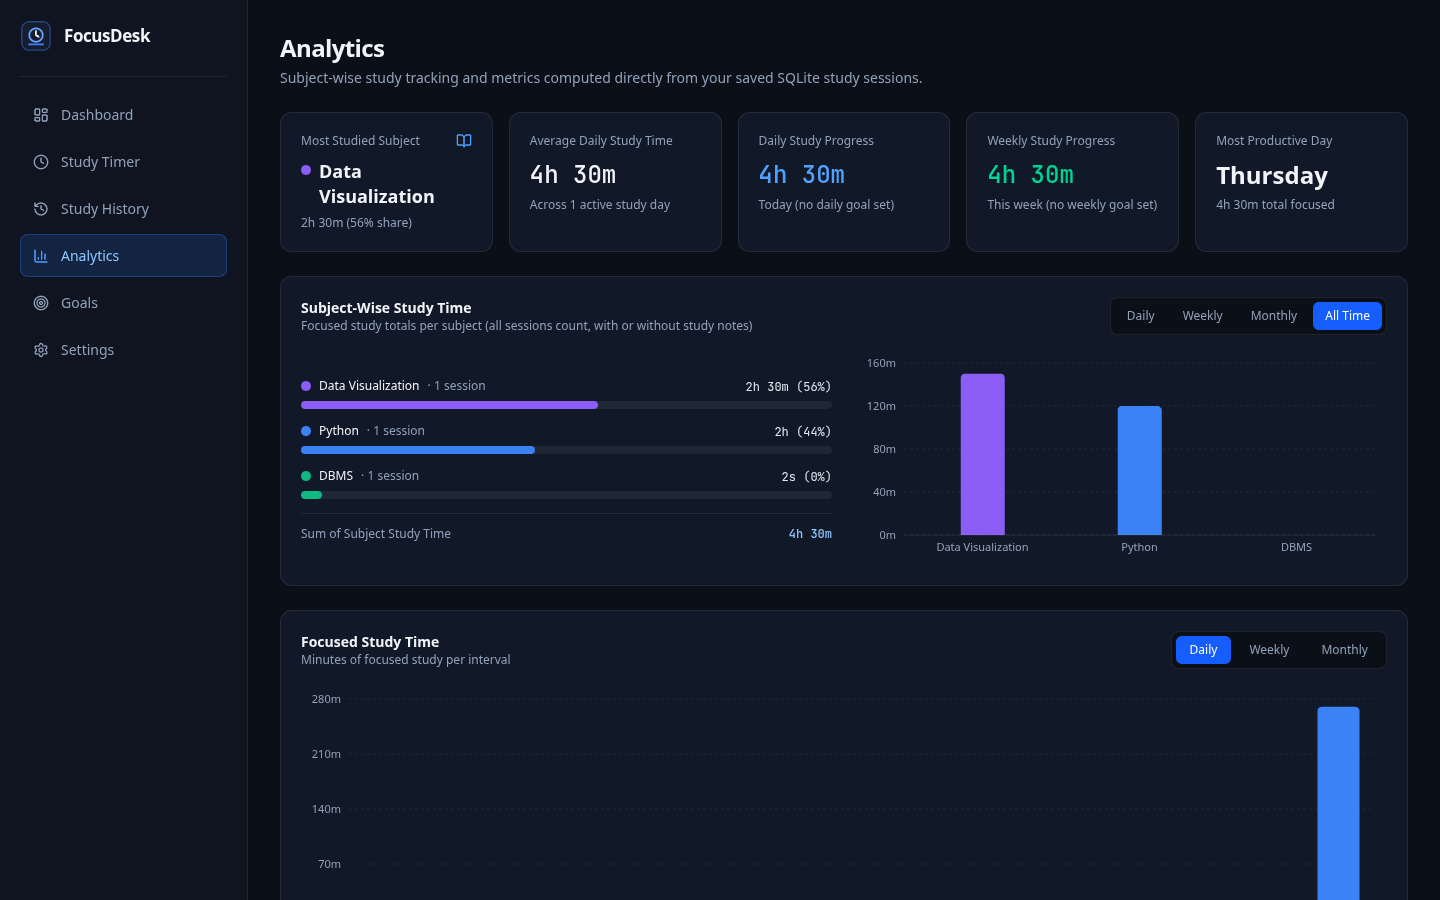 FocusDesk
Dashboard
Study Timer
Study History
Analytics
Goals
Settings
Analytics
Subject-wise study tracking and metrics computed directly from your saved SQLite study sessions.
Most Studied Subject
Data
Visualization
2h 30m (56% share)
Average Daily Study Time
4h 30m
Across 1 active study day
Daily Study Progress
4h 30m
Today (no daily goal set)
Weekly Study Progress
4h 30m
This week (no weekly goal set)
Most Productive Day
Thursday
4h 30m total focused
Subject-Wise Study Time
Focused study totals per subject (all sessions count, with or without study notes)
Daily Weekly Monthly All Time
Data Visualization · 1 session 2h 30m (56%)
Python · 1 session 2h (44%)
DBMS · 1 session 2s (0%)
Sum of Subject Study Time 4h 30m
160m
120m
80m
40m
0m
Data Visualization Python DBMS
Focused Study Time
Minutes of focused study per interval
Daily Weekly Monthly
280m
210m
140m
70m